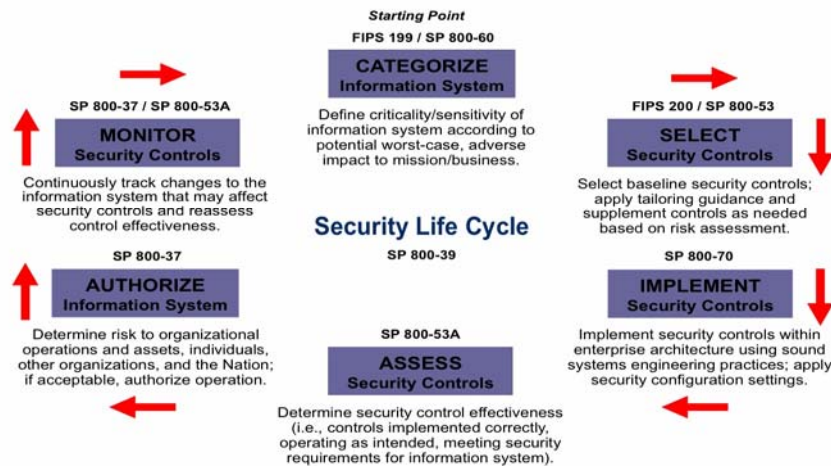 Starting Point
FIPS 199 / SP 800-60
CATEGORIZE
Information System
Define criticality/sensitivity of
information system according to
potential worst-case, adverse
impact to mission/business.
SP 800-37 / SP 800-53A
MONITOR
Security Controls
Continuously track changes to the
information system that may affect
security controls and reassess
control effectiveness.
FIPS 200 / SP 800-53
SELECT
Security Controls
Select baseline security controls;
apply tailoring guidance and
supplement controls as needed
based on risk assessment.
Security Life Cycle
SP 800-39
SP 800-37
AUTHORIZE
Information System
Determine risk to organizational
operations and assets, individuals,
other organizations, and the Nation;
if acceptable, authorize operation.
SP 800-70
IMPLEMENT
Security Controls
Implement security controls within
enterprise architecture using sound
systems engineering practices; apply
security configuration settings.
SP 800-53A
ASSESS
Security Controls
Determine security control effectiveness
(i.e., controls implemented correctly,
operating as intended, meeting security
requirements for information system).